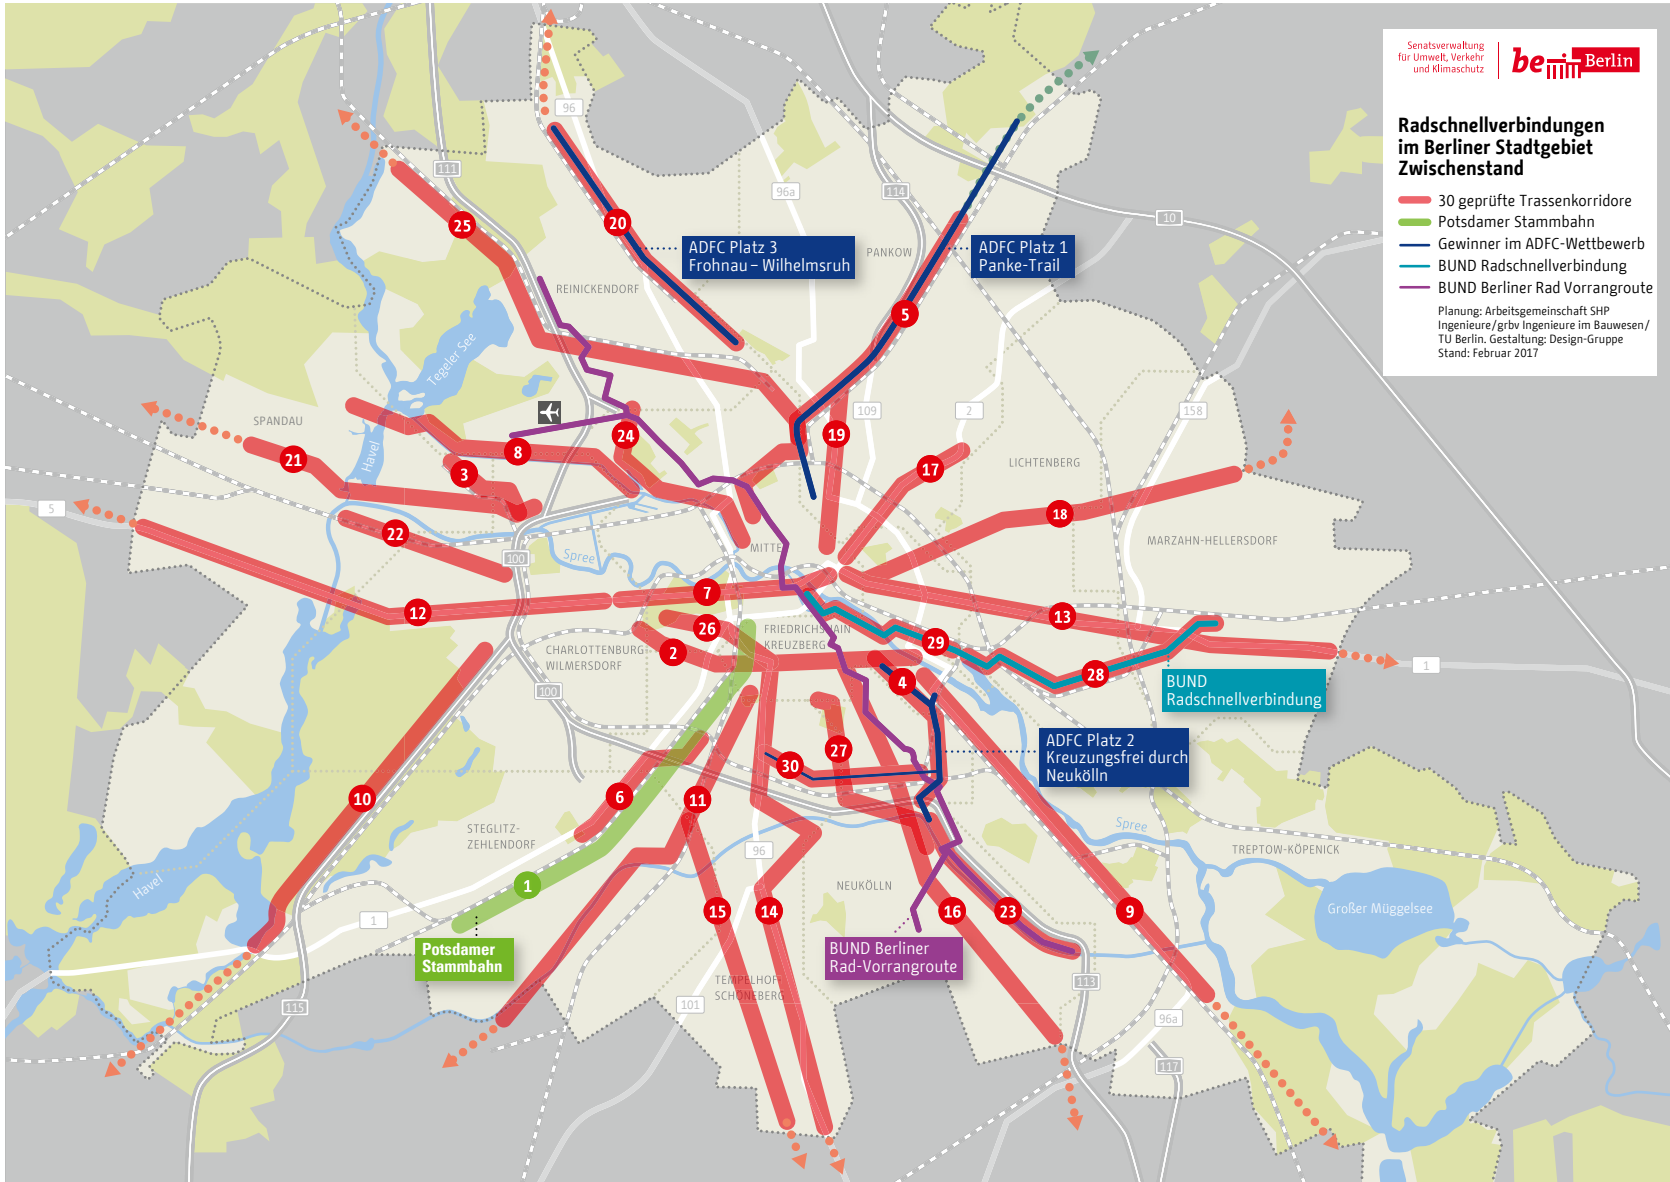 Senatsverwaltung
für Umwelt, Verkehr
und Klimaschutz
be Berlin
Radschnellverbindungen
im Berliner Stadtgebiet
Zwischenstand
30 geprüfte Trassenkorridore
Potsdamer Stammbahn
Gewinner im ADFC-Wettbewerb
BUND Radschnellverbindung
BUND Berliner Rad Vorrangroute
Planung: Arbeitsgemeinschaft SHP
Ingenieure/grbv Ingenieure im Bauwesen/
TU Berlin. Gestaltung: Design-Gruppe
Stand: Februar 2017
96
111
96a
114
10
25
20
ADFC Platz 3
Frohnau – Wilhelmsruh
PANKOW
ADFC Platz 1
Panke-Trail
REINICKENDORF
5
Tegeler See
SPANDAU
109
2
158
Havel
21
3
8
24
19
17
LICHTENBERG
5
22
18
100
Spree
MITTE
MARZAHN-HELLERSDORF
12
7
13
26
2
CHARLOTTENBURG-
WILMERSDORF
FRIEDRICHSHAIN
KREUZBERG
29
28
1
4
100
BUND
Radschnellverbindung
27
30
ADFC Platz 2
Kreuzungsfrei durch
Neukölln
10
6
11
STEGLITZ-
ZEHLENDORF
Spree
TREPTOW-KÖPENICK
96
Havel
1
1
NEUKÖLLN
15
14
16
23
9
Großer Müggelsee
Potsdamer
Stammbahn
BUND Berliner
Rad-Vorrangroute
TEMPELHOF-
SCHÖNEBERG
115
101
113
96a
117